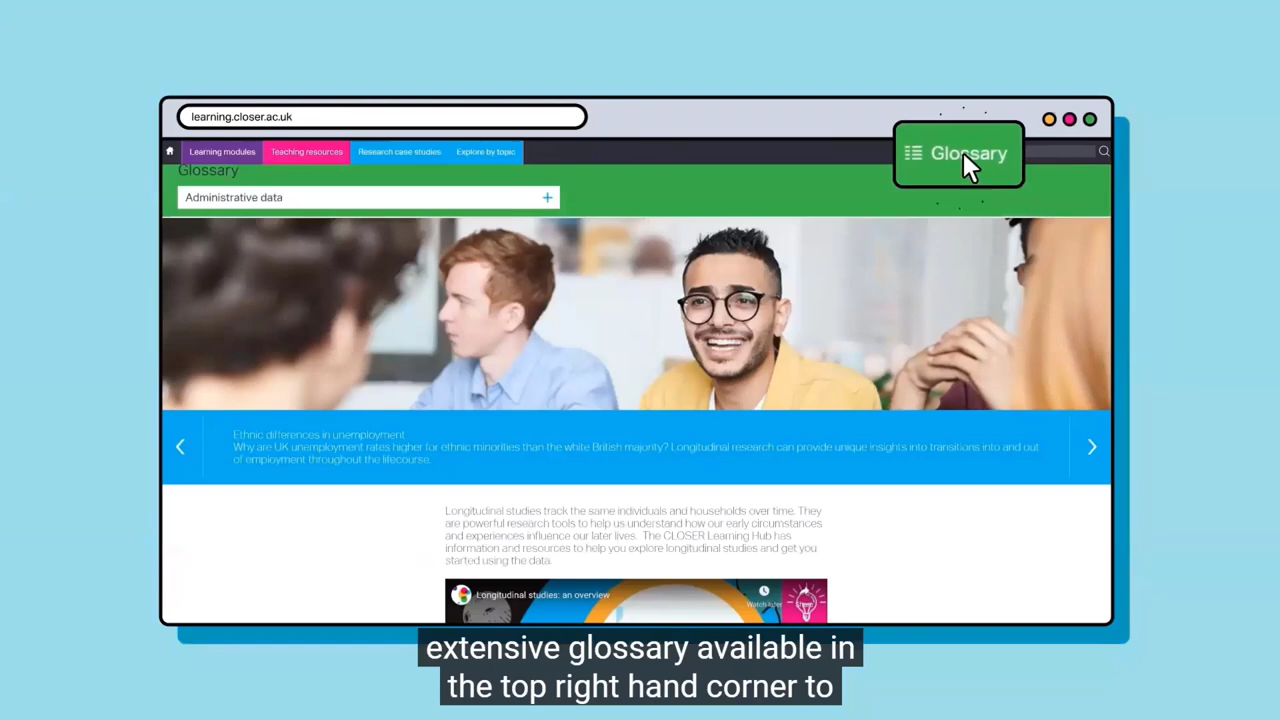 learning.closer.ac.uk
Learning modules
Teaching resources
Research case studies
Explore by topic
Glossary
Glossary
Administrative data
Ethnic differences in unemployment
Why are UK unemployment rates higher for ethnic minorities than the white British majority? Longitudinal research can provide unique insights into transitions into and out
of employment throughout the lifecourse.
Longitudinal studies track the same individuals and households over time. They
are powerful research tools to help us understand how our early circumstances
and experiences influence our later lives. The CLOSER Learning Hub has
information and resources to help you explore longitudinal studies and get you
started using the data.
Longitudinal studies: an overview
Watch later
extensive glossary available in
the top right hand corner to